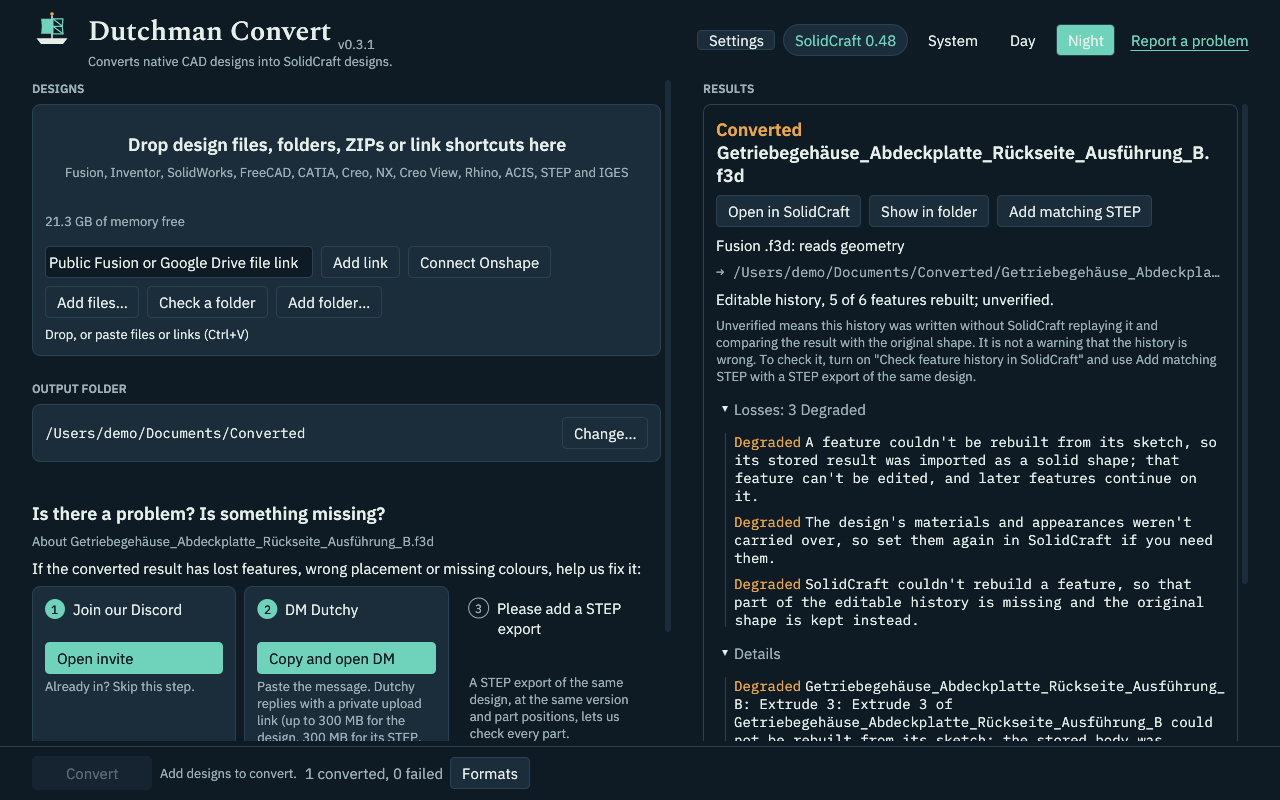 Dutchman Convert v0.3.1
Converts native CAD designs into SolidCraft designs.
Settings
SolidCraft 0.48
System
Day
Night
Report a problem
DESIGNS
Drop design files, folders, ZIPs or link shortcuts here
Fusion, Inventor, SolidWorks, FreeCAD, CATIA, Creo, NX, Creo View, Rhino, ACIS, STEP and IGES
21.3 GB of memory free
Public Fusion or Google Drive file link
Add link
Connect Onshape
Add files…
Check a folder
Add folder…
Drop, or paste files or links (Ctrl+V)
OUTPUT FOLDER
/Users/demo/Documents/Converted
Change…
Is there a problem? Is something missing?
About Getriebegehäuse_Abdeckplatte_Rückseite_Ausführung_B.f3d
If the converted result has lost features, wrong placement or missing colours, help us fix it:
1 Join our Discord
Open invite
Already in? Skip this step.
2 DM Dutchy
Copy and open DM
Paste the message. Dutchy
replies with a private upload
link (up to 300 MB for the
design, 300 MB for its STEP,
3 Please add a STEP
export
A STEP export of the same
design, at the same version
and part positions, lets us
check every part.
RESULTS
Converted
Getriebegehäuse_Abdeckplatte_Rückseite_Ausführung_B.
f3d
Open in SolidCraft
Show in folder
Add matching STEP
Fusion .f3d: reads geometry
→ /Users/demo/Documents/Converted/Getriebegehäuse_Abdeckpla…
Editable history, 5 of 6 features rebuilt; unverified.
Unverified means this history was written without SolidCraft replaying it and
comparing the result with the original shape. It is not a warning that the history is
wrong. To check it, turn on "Check feature history in SolidCraft" and use Add matching
STEP with a STEP export of the same design.
▼ Losses: 3 Degraded
Degraded A feature couldn't be rebuilt from its sketch, so
its stored result was imported as a solid shape; that
feature can't be edited, and later features continue on
it.
Degraded The design's materials and appearances weren't
carried over, so set them again in SolidCraft if you need
them.
Degraded SolidCraft couldn't rebuild a feature, so that
part of the editable history is missing and the original
shape is kept instead.
▼ Details
Degraded Getriebegehäuse_Abdeckplatte_Rückseite_Ausführung_
B: Extrude 3: Extrude 3 of
Getriebegehäuse_Abdeckplatte_Rückseite_Ausführung_B could
not be rebuilt from its sketch; the stored body was
Convert
Add designs to convert.
1 converted, 0 failed
Formats